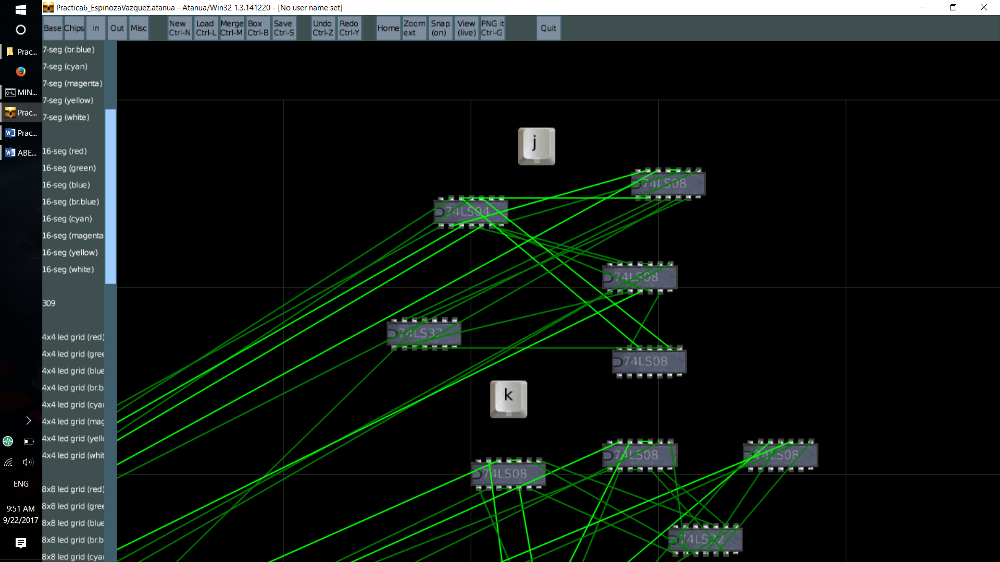 Practica6_EspinozaVazquez.atanua - Atanua/Win32 1.3.141220 - [No user name set]
Base Chips In Out Misc
New Ctrl-N
Load Ctrl-L
Merge Ctrl-M
Box Ctrl-B
Save Ctrl-S
Undo Ctrl-Z
Redo Ctrl-Y
Home
Zoom ext
Snap (on)
View (live)
PNG it Ctrl-G
Quit
Prac...
MIN...
Prac...
Prac...
ABE...
ENG
9:51 AM
9/22/2017
7-seg (br.blue)
7-seg (cyan)
7-seg (magenta)
7-seg (yellow)
7-seg (white)
16-seg (red)
16-seg (green)
16-seg (blue)
16-seg (br.blue)
16-seg (cyan)
16-seg (magenta
16-seg (yellow)
16-seg (white)
309
4x4 led grid (red)
4x4 led grid (gree
4x4 led grid (blue
4x4 led grid (br.b
4x4 led grid (cyar
4x4 led grid (mag
4x4 led grid (yell
4x4 led grid (whit
8x8 led grid (red)
8x8 led grid (gree
8x8 led grid (blue
8x8 led grid (br.b
8x8 led grid (cyar
j
74LS08
74LS04
74LS08
74LS32
74LS08
k
74LS08
74LS08
74LS08
74LS32